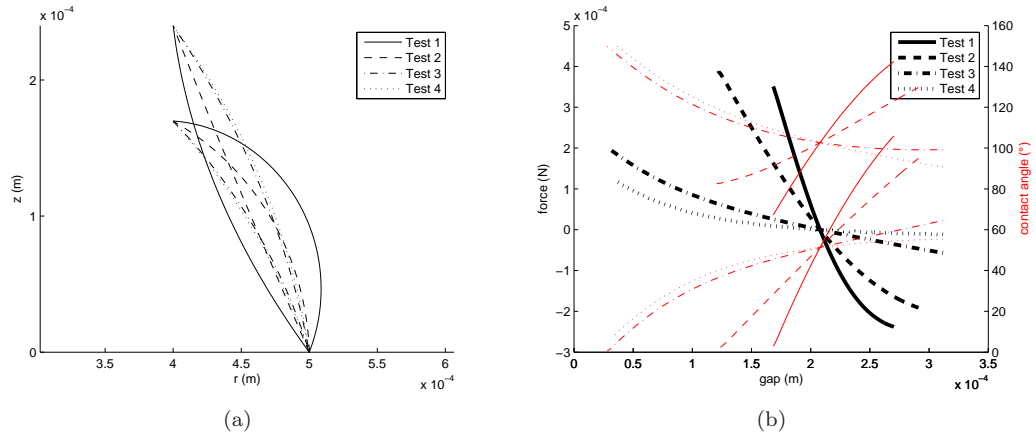 x 10⁻⁴
2
1
0
z (m)
3.5
4
4.5
5
5.5
6
r (m)
x 10⁻⁴
Test 1
Test 2
Test 3
Test 4
(a)
x 10⁻⁴
5
4
3
2
1
0
−1
−2
−3
force (N)
0
0.5
1
1.5
2
2.5
3
3.5
gap (m)
x 10⁻⁴
160
140
120
100
80
60
40
20
0
contact angle (°)
Test 1
Test 2
Test 3
Test 4
(b)